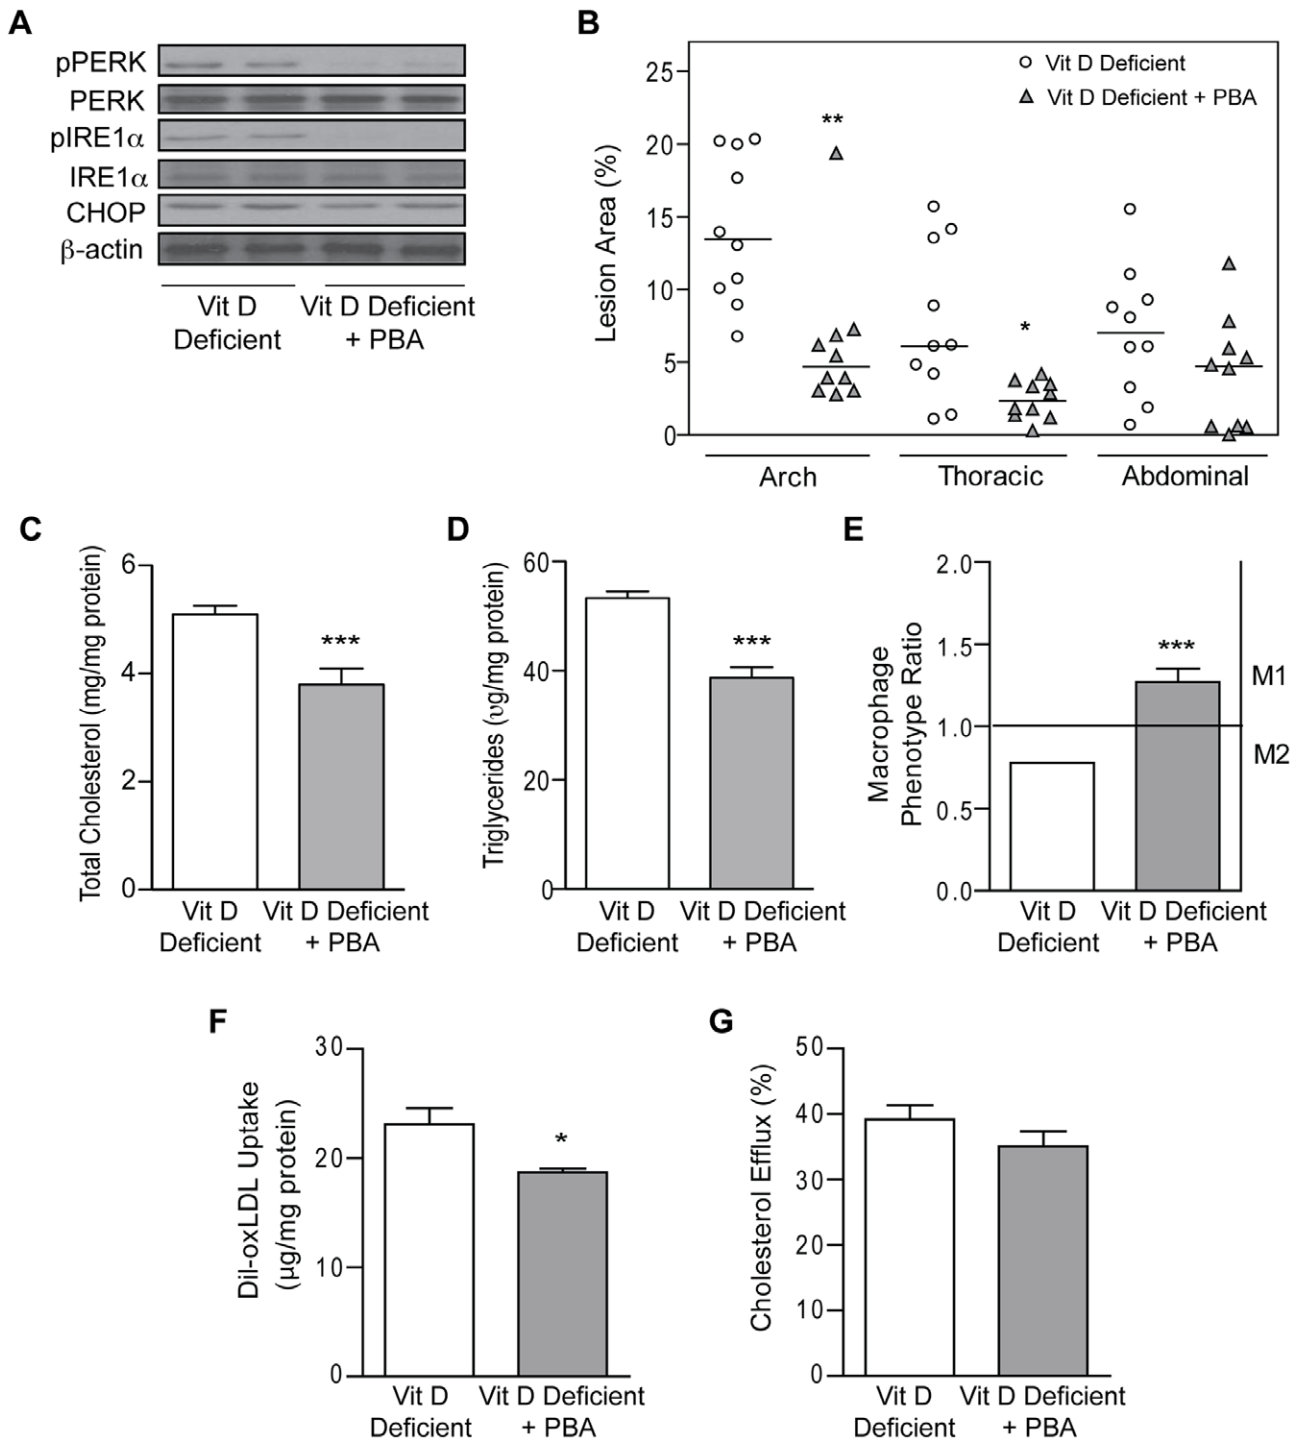 A
pPERK
PERK
pIRE1α
IRE1α
CHOP
β-actin
Vit D
Deficient
Vit D Deficient
+ PBA
B
Lesion Area (%)
25
20
15
10
5
0
Vit D Deficient
Vit D Deficient + PBA
**
*
Arch
Thoracic
Abdominal
C
Total Cholesterol (mg/mg protein)
6
4
2
0
***
Vit D
Deficient
Vit D Deficient
+ PBA
D
Triglycerides (υg/mg protein)
60
40
20
0
***
Vit D
Deficient
Vit D Deficient
+ PBA
E
Macrophage
Phenotype Ratio
2.0
1.5
1.0
0.5
0.0
***
M1
M2
Vit D
Deficient
Vit D Deficient
+ PBA
F
Dil-oxLDL Uptake
(µg/mg protein)
30
20
10
0
*
Vit D
Deficient
Vit D Deficient
+ PBA
G
Cholesterol Efflux (%)
50
40
30
20
10
0
Vit D
Deficient
Vit D Deficient
+ PBA